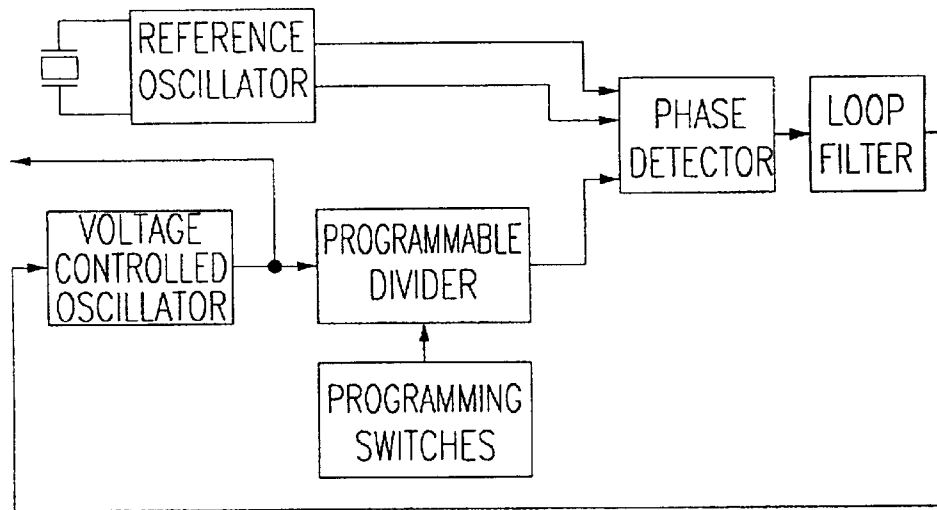 REFERENCE
OSCILLATOR
PHASE
DETECTOR
LOOP
FILTER
VOLTAGE
CONTROLLED
OSCILLATOR
PROGRAMMABLE
DIVIDER
PROGRAMMING
SWITCHES